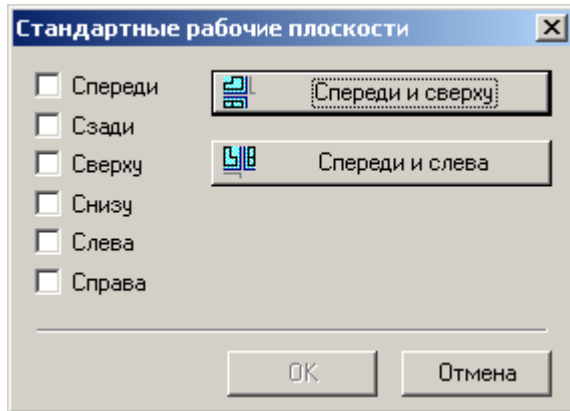 Стандартные рабочие плоскости
Спереди
Сзади
Сверху
Снизу
Слева
Справа
Спереди и сверху
Спереди и слева
OK
Отмена